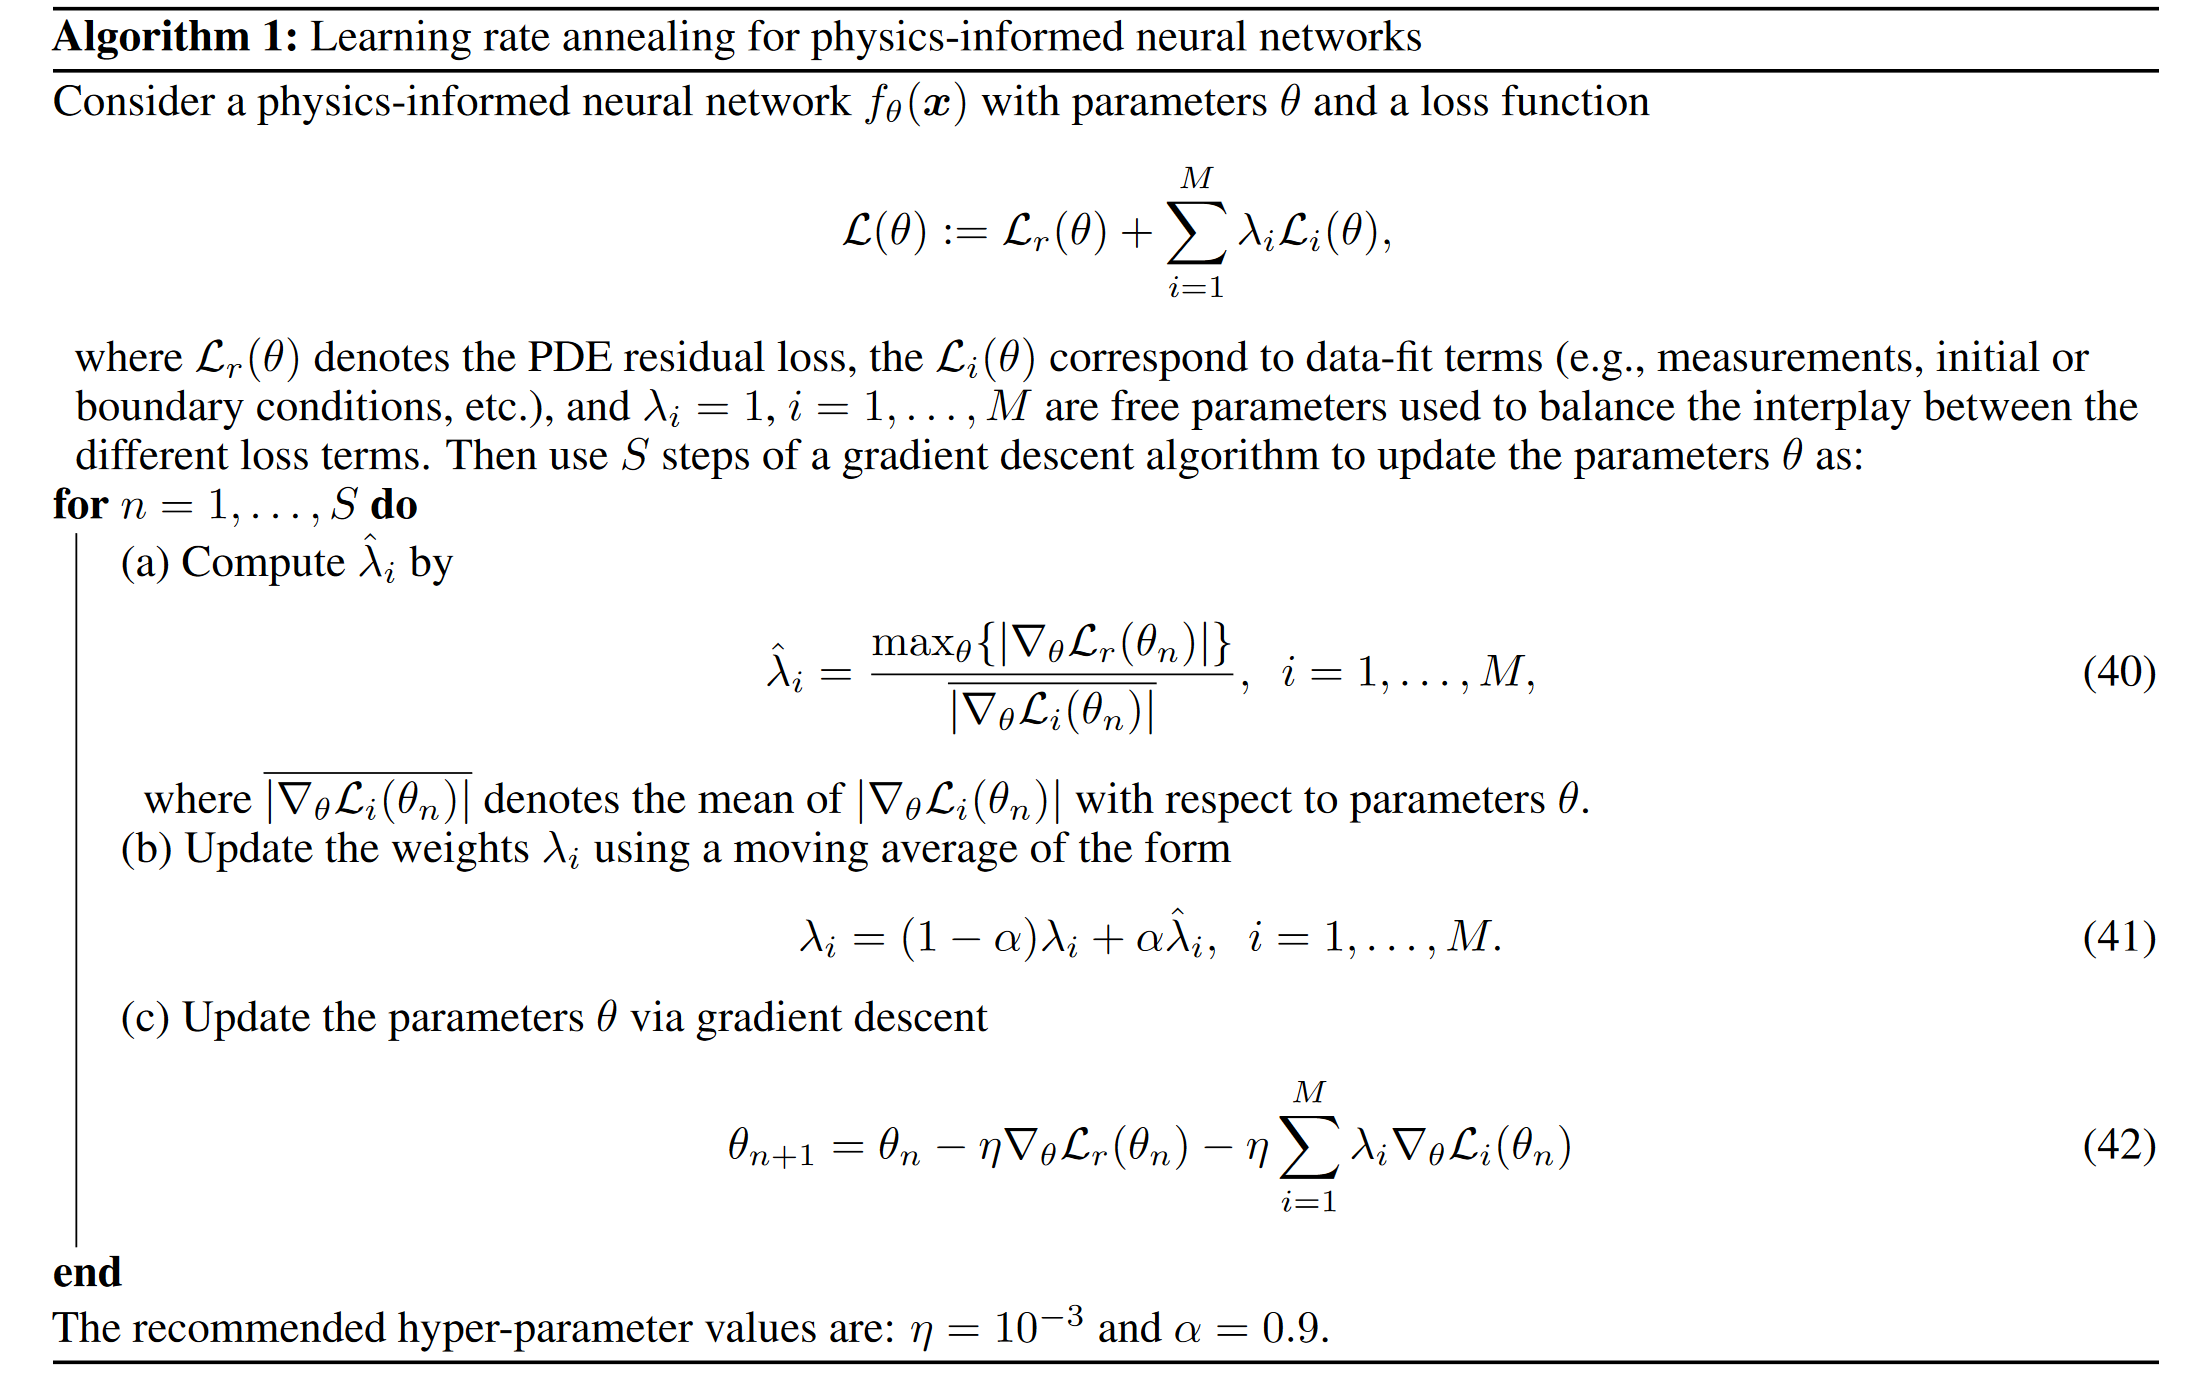 Algorithm 1: Learning rate annealing for physics-informed neural networks
Consider a physics-informed neural network $f_\theta(\boldsymbol{x})$ with parameters $\theta$ and a loss function
$$\mathcal{L}(\theta) := \mathcal{L}_r(\theta) + \sum_{i=1}^{M} \lambda_i \mathcal{L}_i(\theta),$$
where $\mathcal{L}_r(\theta)$ denotes the PDE residual loss, the $\mathcal{L}_i(\theta)$ correspond to data-fit terms (e.g., measurements, initial or
boundary conditions, etc.), and $\lambda_i = 1, i = 1, \ldots, M$ are free parameters used to balance the interplay between the
different loss terms. Then use $S$ steps of a gradient descent algorithm to update the parameters $\theta$ as:
for $n = 1, \ldots, S$ do
(a) Compute $\hat{\lambda}_i$ by
$$\hat{\lambda}_i = \frac{\max_\theta\{|\nabla_\theta \mathcal{L}_r(\theta_n)|\}}{\overline{|\nabla_\theta \mathcal{L}_i(\theta_n)|}}, \ i = 1, \ldots, M, \quad (40)$$
where $\overline{|\nabla_\theta \mathcal{L}_i(\theta_n)|}$ denotes the mean of $|\nabla_\theta \mathcal{L}_i(\theta_n)|$ with respect to parameters $\theta$.
(b) Update the weights $\lambda_i$ using a moving average of the form
$$\lambda_i = (1 - \alpha)\lambda_i + \alpha\hat{\lambda}_i, \ i = 1, \ldots, M. \quad (41)$$
(c) Update the parameters $\theta$ via gradient descent
$$\theta_{n+1} = \theta_n - \eta\nabla_\theta \mathcal{L}_r(\theta_n) - \eta \sum_{i=1}^{M} \lambda_i \nabla_\theta \mathcal{L}_i(\theta_n) \quad (42)$$
end
The recommended hyper-parameter values are: $\eta = 10^{-3}$ and $\alpha = 0.9$.